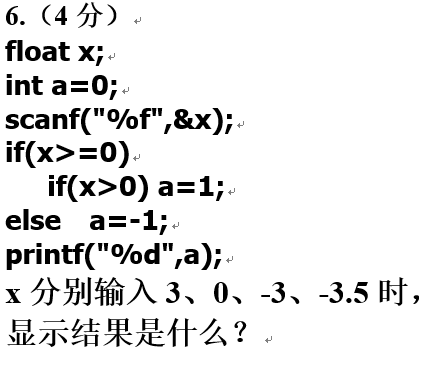 6.（4 分）
float x;
int a=0;
scanf("%f",&x);
if(x>=0)
if(x>0) a=1;
else a=-1;
printf("%d",a);
x 分别输入 3、0、-3、-3.5 时，
显示结果是什么？